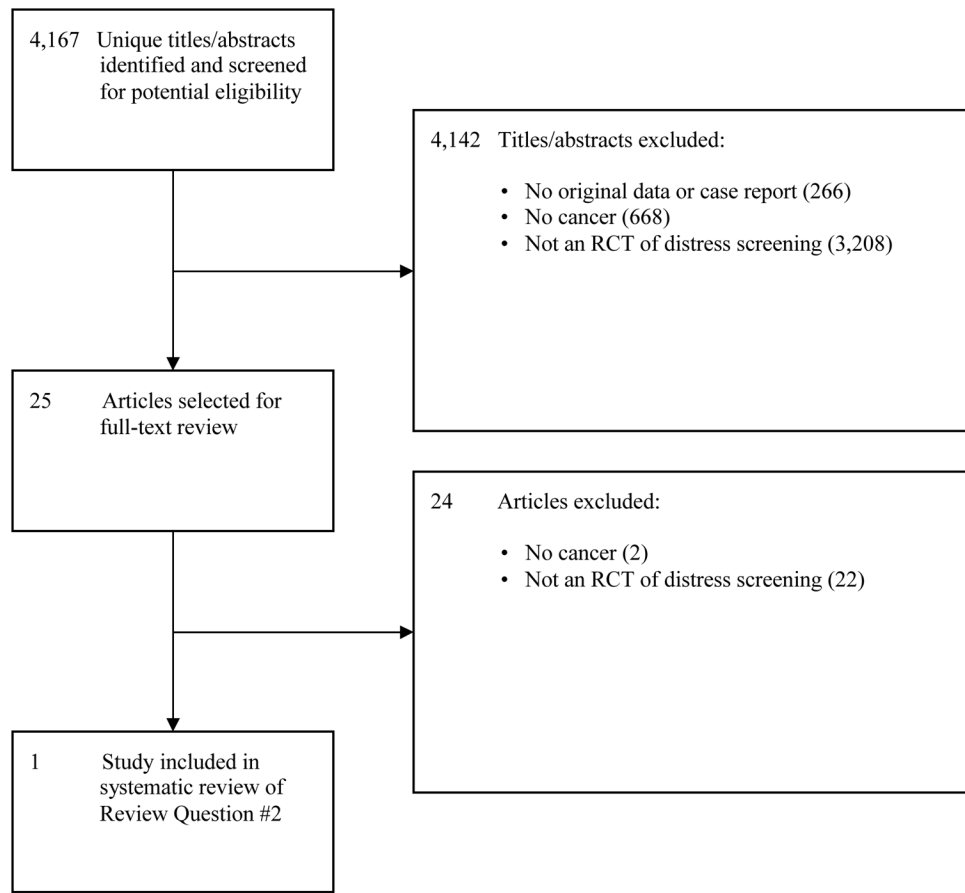 4,167 Unique titles/abstracts
identified and screened
for potential eligibility
4,142 Titles/abstracts excluded:
• No original data or case report (266)
• No cancer (668)
• Not an RCT of distress screening (3,208)
25 Articles selected for
full-text review
24 Articles excluded:
• No cancer (2)
• Not an RCT of distress screening (22)
1 Study included in
systematic review of
Review Question #2